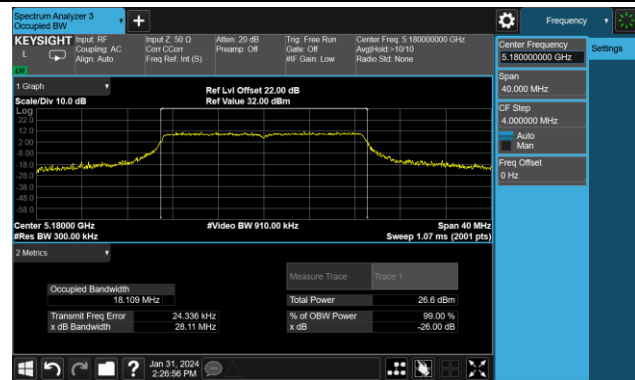 Spectrum Analyzer 3
Occupied BW
Frequency
KEYSIGHT
L
Input: RF
Coupling: AC
Align: Auto
Input Z: 50 Ω
Corr CCorr
Freq Ref: Int (S)
Atten: 20 dB
Preamp: Off
Trig: Free Run
Gate: Off
#IF Gain: Low
Center Freq: 5.180000000 GHz
Avg|Hold:>10/10
Radio Std: None
Center Frequency
5.180000000 GHz
Settings
Span
40.000 MHz
CF Step
4.000000 MHz
Auto
Man
Freq Offset
0 Hz
1 Graph
Scale/Div 10.0 dB
Ref Lvl Offset 22.00 dB
Ref Value 32.00 dBm
Log
22.0
12.0
2.00
-8.00
-18.0
-28.0
-38.0
-48.0
-58.0
Center 5.18000 GHz
#Video BW 910.00 kHz
Span 40 MHz
#Res BW 300.00 kHz
Sweep 1.07 ms (2001 pts)
2 Metrics
Measure Trace
Trace 1
Occupied Bandwidth
18.109 MHz
Total Power
26.6 dBm
Transmit Freq Error
24.336 kHz
% of OBW Power
99.00 %
x dB Bandwidth
28.11 MHz
x dB
-26.00 dB
Jan 31, 2024
2:26:56 PM